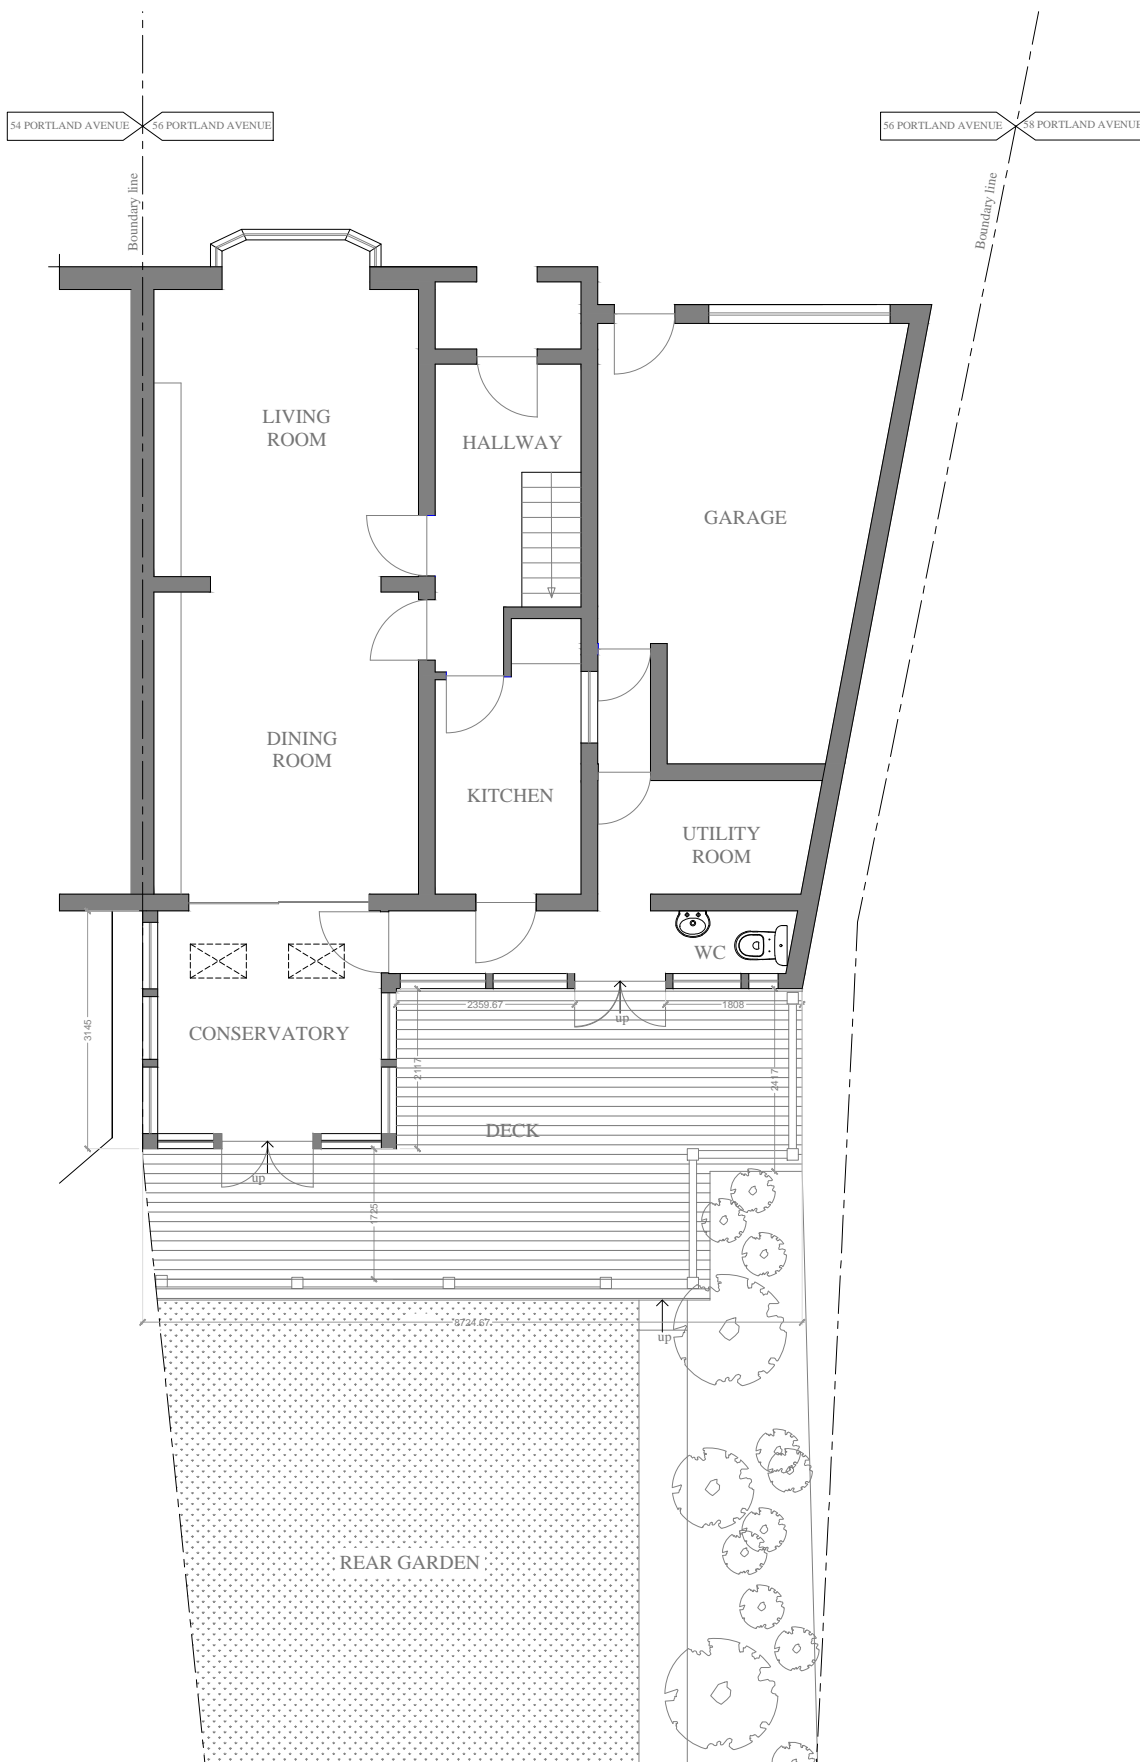 54 PORTLAND AVENUE
56 PORTLAND AVENUE
56 PORTLAND AVENUE
58 PORTLAND AVENUE
Boundary line
Boundary line
LIVING
ROOM
HALLWAY
GARAGE
DINING
ROOM
KITCHEN
UTILITY
ROOM
WC
2359.67
1808
up
3145
CONSERVATORY
2117
2417
DECK
up
1725
8724.67
up
REAR GARDEN